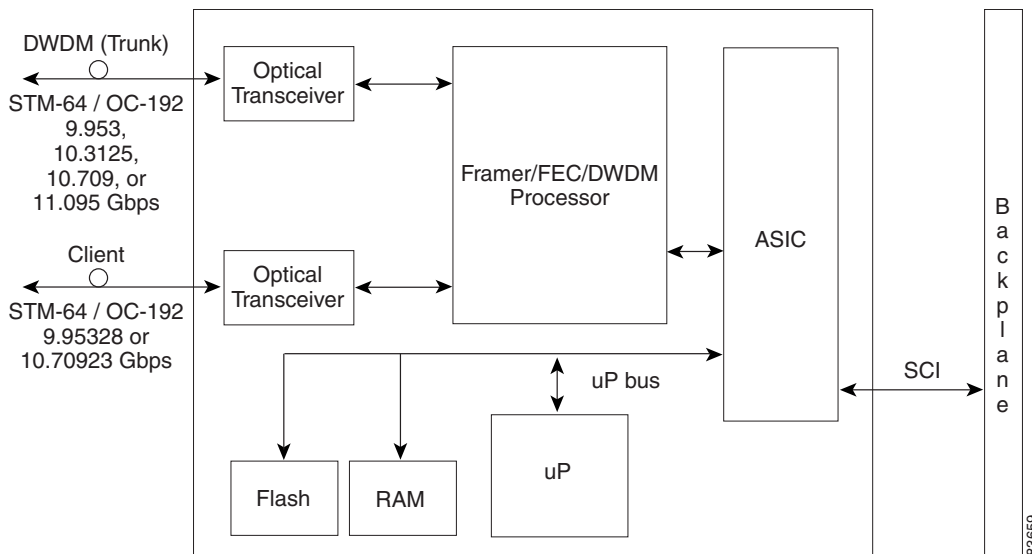 DWDM (Trunk)
STM-64 / OC-192
9.953,
10.3125,
10.709, or
11.095 Gbps
Optical
Transceiver
Framer/FEC/DWDM
Processor
ASIC
Client
STM-64 / OC-192
9.95328 or
10.70923 Gbps
Optical
Transceiver
uP bus
SCI
Backplane
Flash
RAM
uP